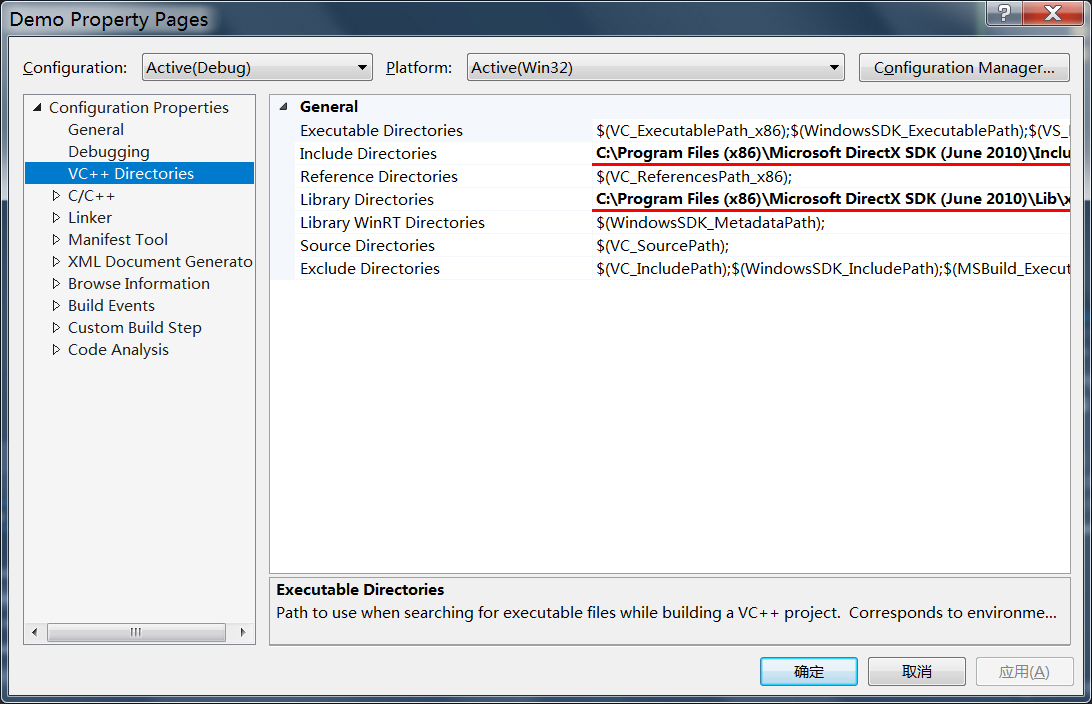 Demo Property Pages
Configuration: Active(Debug) Platform: Active(Win32) Configuration Manager...
Configuration Properties
General
Debugging
VC++ Directories
C/C++
Linker
Manifest Tool
XML Document Generato
Browse Information
Build Events
Custom Build Step
Code Analysis
General
Executable Directories $(VC_ExecutablePath_x86);$(WindowsSDK_ExecutablePath);$(VS_
Include Directories C:\Program Files (x86)\Microsoft DirectX SDK (June 2010)\Inclu
Reference Directories $(VC_ReferencesPath_x86);
Library Directories C:\Program Files (x86)\Microsoft DirectX SDK (June 2010)\Lib\x
Library WinRT Directories $(WindowsSDK_MetadataPath);
Source Directories $(VC_SourcePath);
Exclude Directories $(VC_IncludePath);$(WindowsSDK_IncludePath);$(MSBuild_Execut
Executable Directories
Path to use when searching for executable files while building a VC++ project. Corresponds to environme...
确定 取消 应用(A)